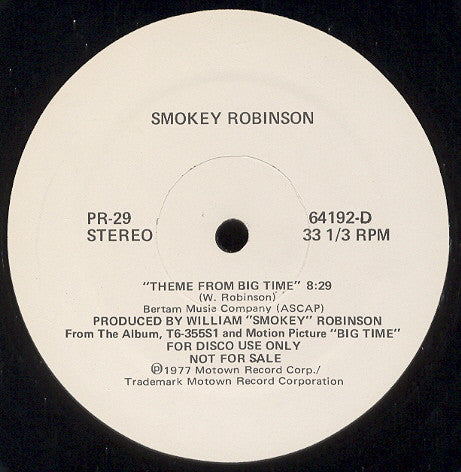 SMOKEY ROBINSON
PR-29 64192-D
STEREO 33 1/3 RPM
"THEME FROM BIG TIME" 8:29
(W. Robinson)
Bertam Music Company (ASCAP)
PRODUCED BY WILLIAM "SMOKEY" ROBINSON
From The Album, T6-355S1 and Motion Picture "BIG TIME"
FOR DISCO USE ONLY
NOT FOR SALE
℗1977 Motown Record Corp./
Trademark Motown Record Corporation